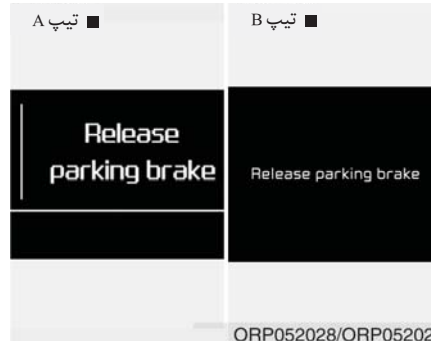 ■ تیپ A
■ تیپ B
Release
parking brake
Release parking brake
ORP052028/ORP05202